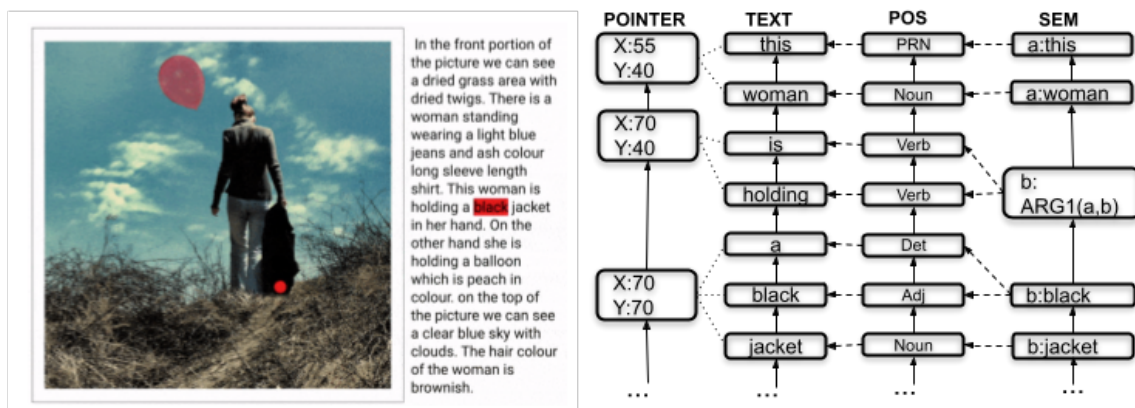 In the front portion of
the picture we can see
a dried grass area with
dried twigs. There is a
woman standing
wearing a light blue
jeans and ash colour
long sleeve length
shirt. This woman is
holding a black jacket
in her hand. On the
other hand she is
holding a balloon
which is peach in
colour. on the top of
the picture we can see
a clear blue sky with
clouds. The hair colour
of the woman is
brownish.
POINTER TEXT POS SEM
X:55
Y:40
this PRN a:this
woman Noun a:woman
X:70
Y:40
is Verb
holding Verb
b:
ARG1(a,b)
a Det
X:70
Y:70
black Adj b:black
jacket Noun b:jacket
... ... ... ...